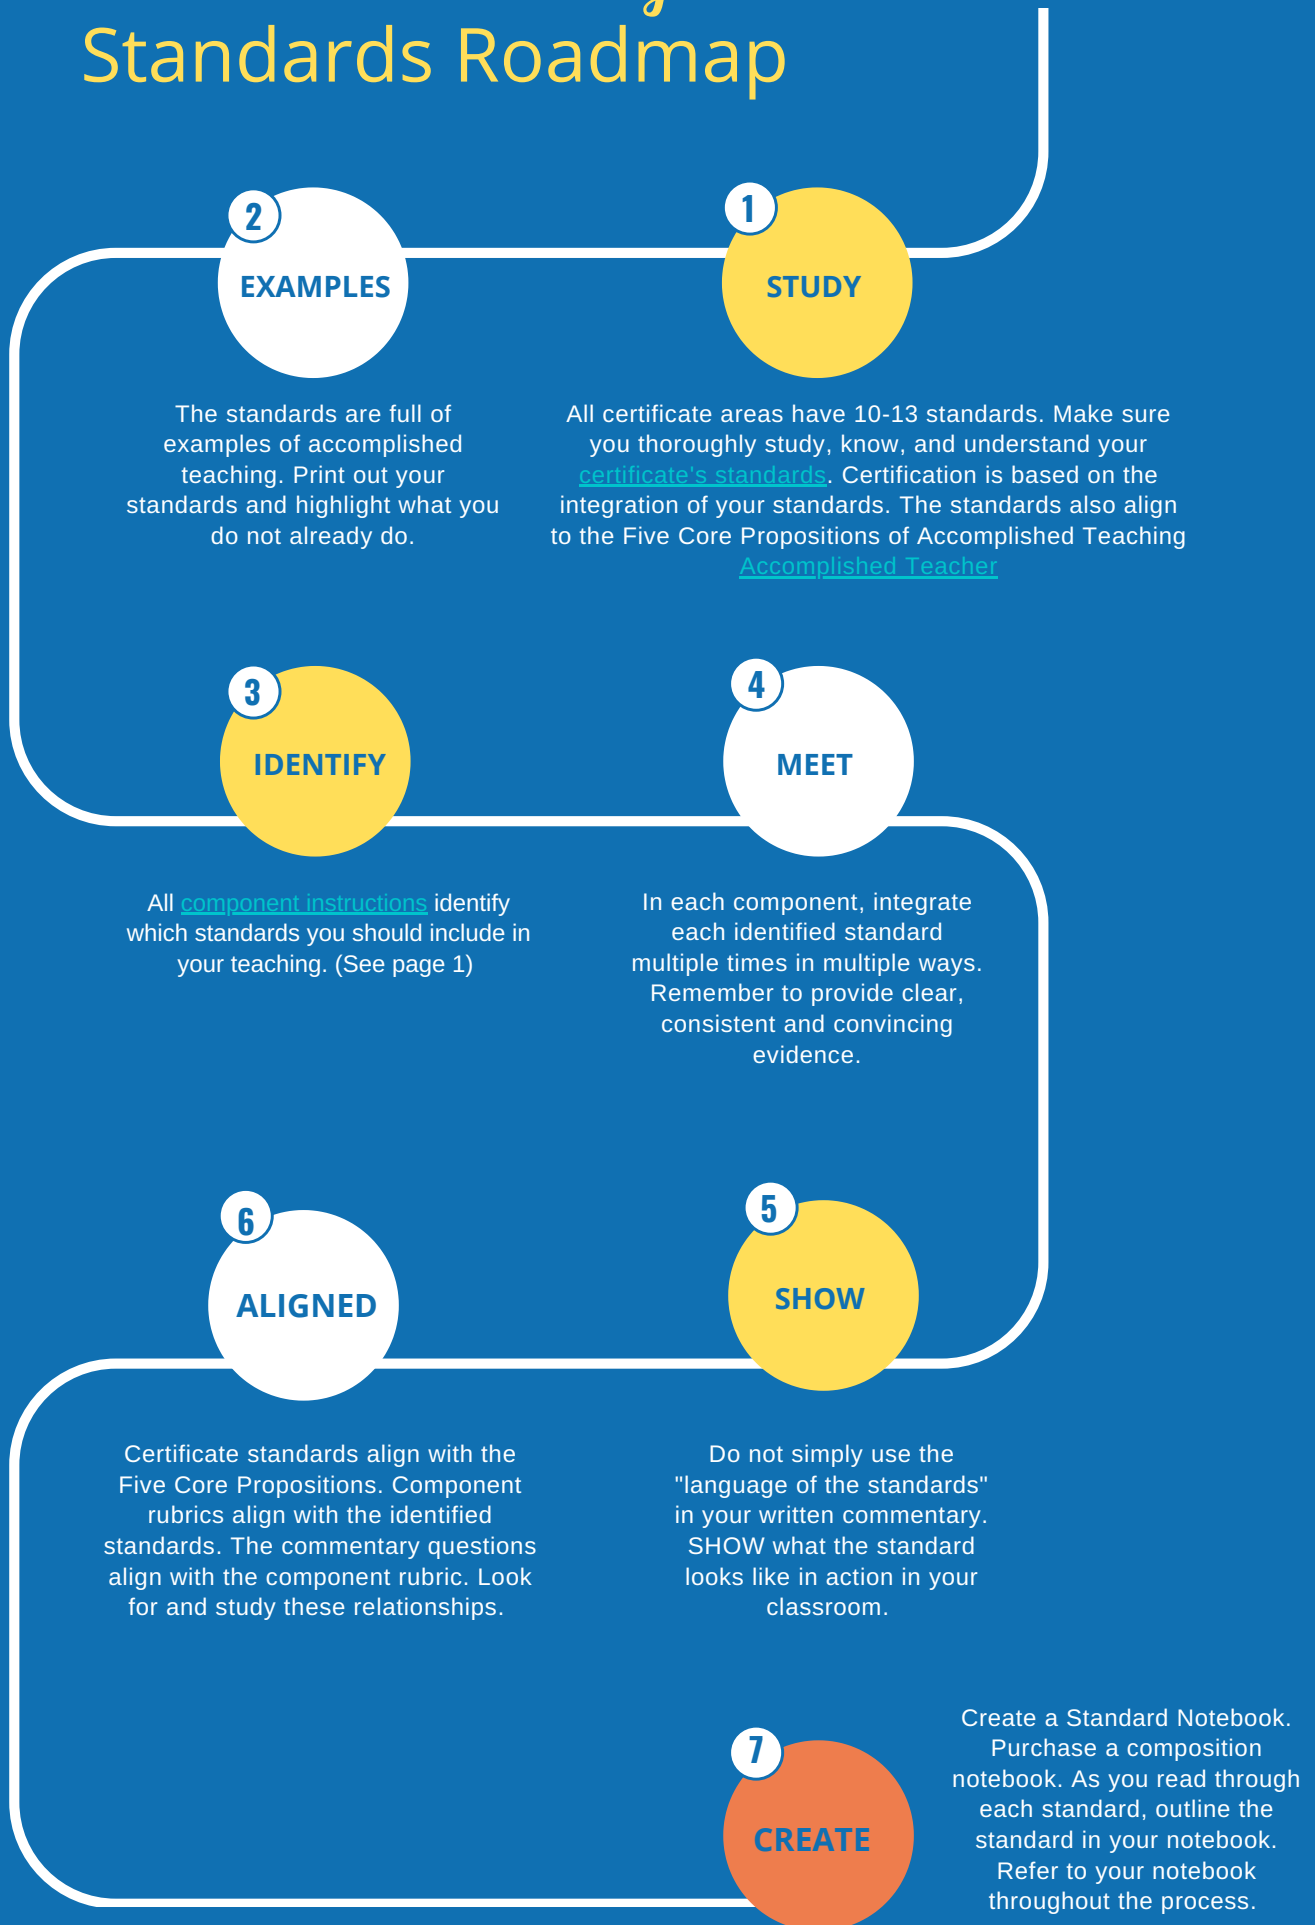 Standards Roadmap
1
STUDY
All certificate areas have 10-13 standards. Make sure
you thoroughly study, know, and understand your
certificate's standards. Certification is based on the
integration of your standards. The standards also align
to the Five Core Propositions of Accomplished Teaching
Accomplished Teacher
2
EXAMPLES
The standards are full of
examples of accomplished
teaching. Print out your
standards and highlight what you
do not already do.
3
IDENTIFY
All component instructions identify
which standards you should include in
your teaching. (See page 1)
4
MEET
In each component, integrate
each identified standard
multiple times in multiple ways.
Remember to provide clear,
consistent and convincing
evidence.
5
SHOW
Do not simply use the
"language of the standards"
in your written commentary.
SHOW what the standard
looks like in action in your
classroom.
6
ALIGNED
Certificate standards align with the
Five Core Propositions. Component
rubrics align with the identified
standards. The commentary questions
align with the component rubric. Look
for and study these relationships.
7
CREATE
Create a Standard Notebook.
Purchase a composition
notebook. As you read through
each standard, outline the
standard in your notebook.
Refer to your notebook
throughout the process.